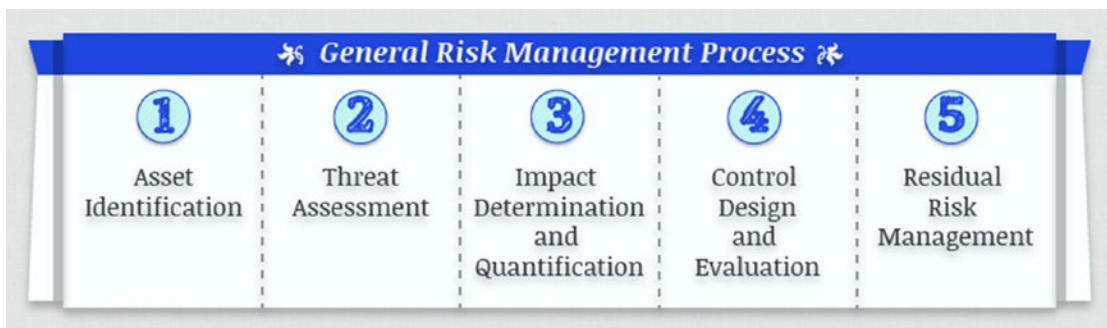 General Risk Management Process
1
Asset
Identification
2
Threat
Assessment
3
Impact
Determination
and
Quantification
4
Control
Design
and
Evaluation
5
Residual
Risk
Management